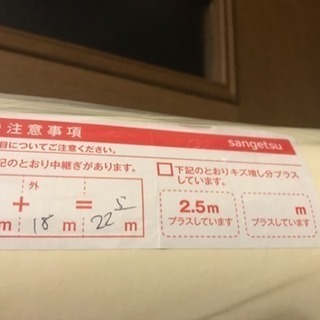 注意事項
sangetsu
目についてご注意ください。
記のとおり中継ぎがあります。
外
+ =
m 18 m 22 5 m
□下記のとおりキズ増し分プラス
しています。
2.5m
プラスしています
m
プラスしています